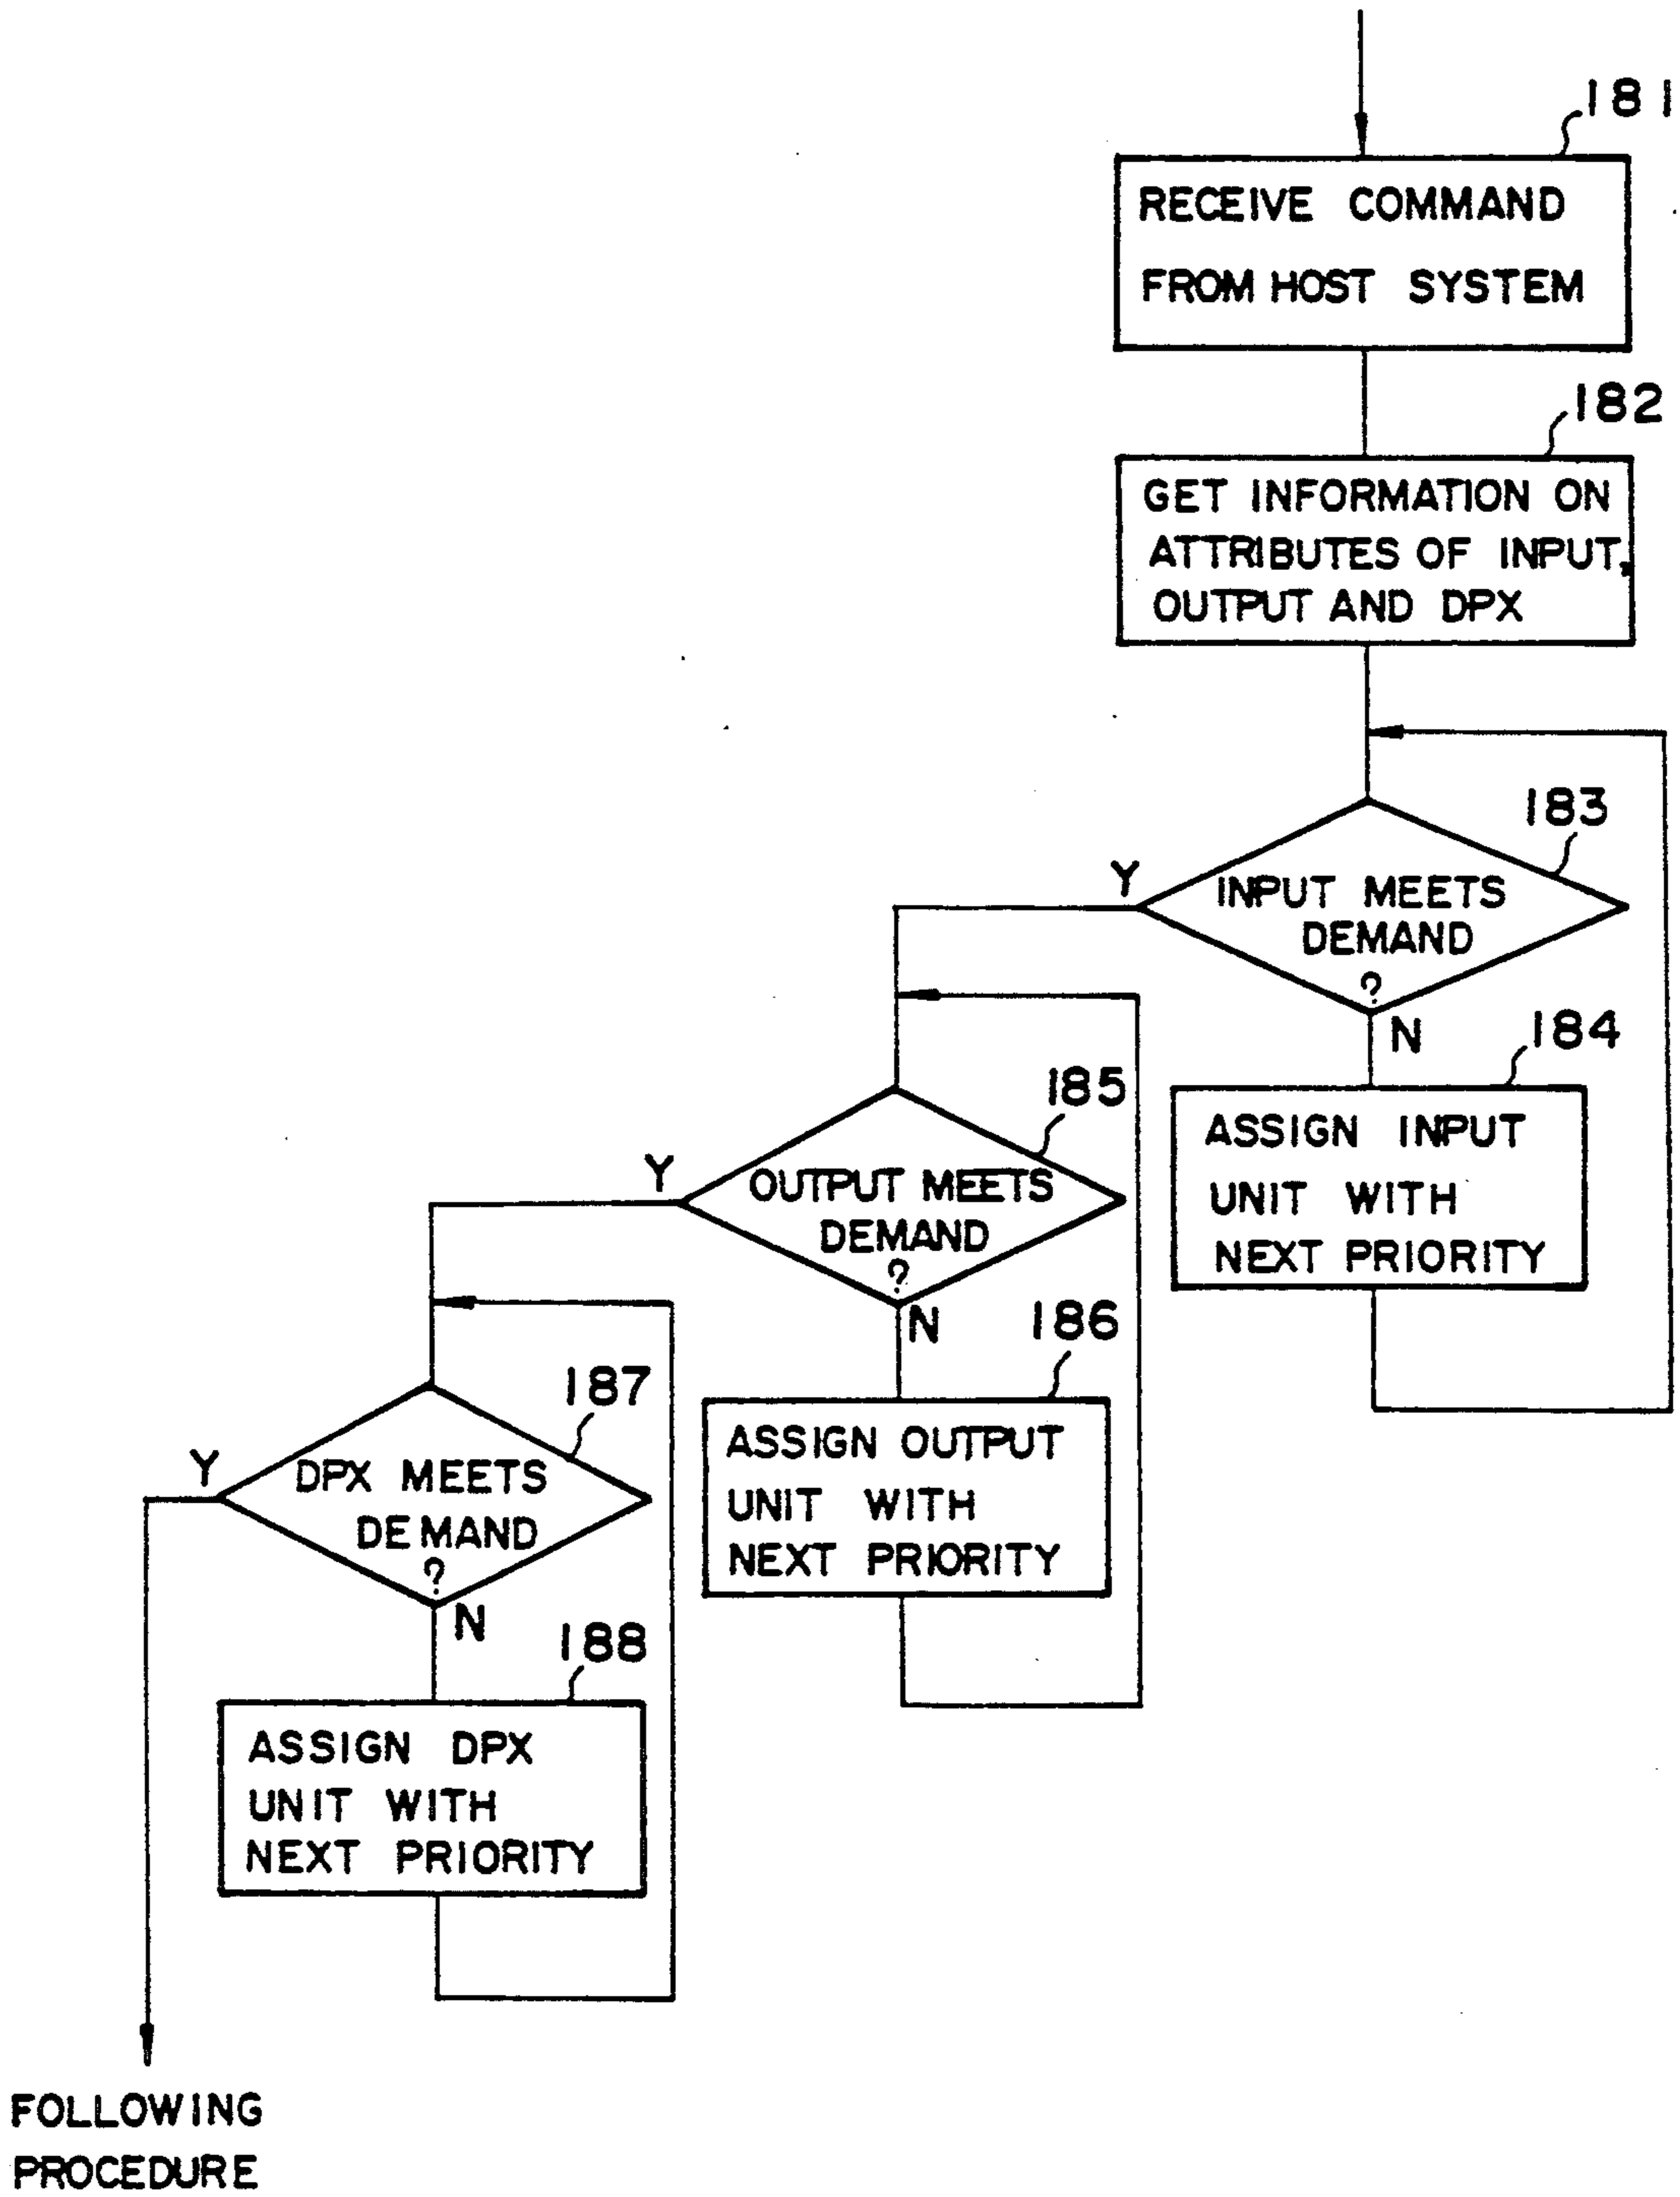 181
RECEIVE COMMAND
FROM HOST SYSTEM
182
GET INFORMATION ON
ATTRIBUTES OF INPUT,
OUTPUT AND DPX
183
Y
INPUT MEETS
DEMAND
?
N
184
ASSIGN INPUT
UNIT WITH
NEXT PRIORITY
185
Y
OUTPUT MEETS
DEMAND
?
N
186
ASSIGN OUTPUT
UNIT WITH
NEXT PRIORITY
187
Y
DPX MEETS
DEMAND
?
N
188
ASSIGN DPX
UNIT WITH
NEXT PRIORITY
FOLLOWING
PROCEDURE